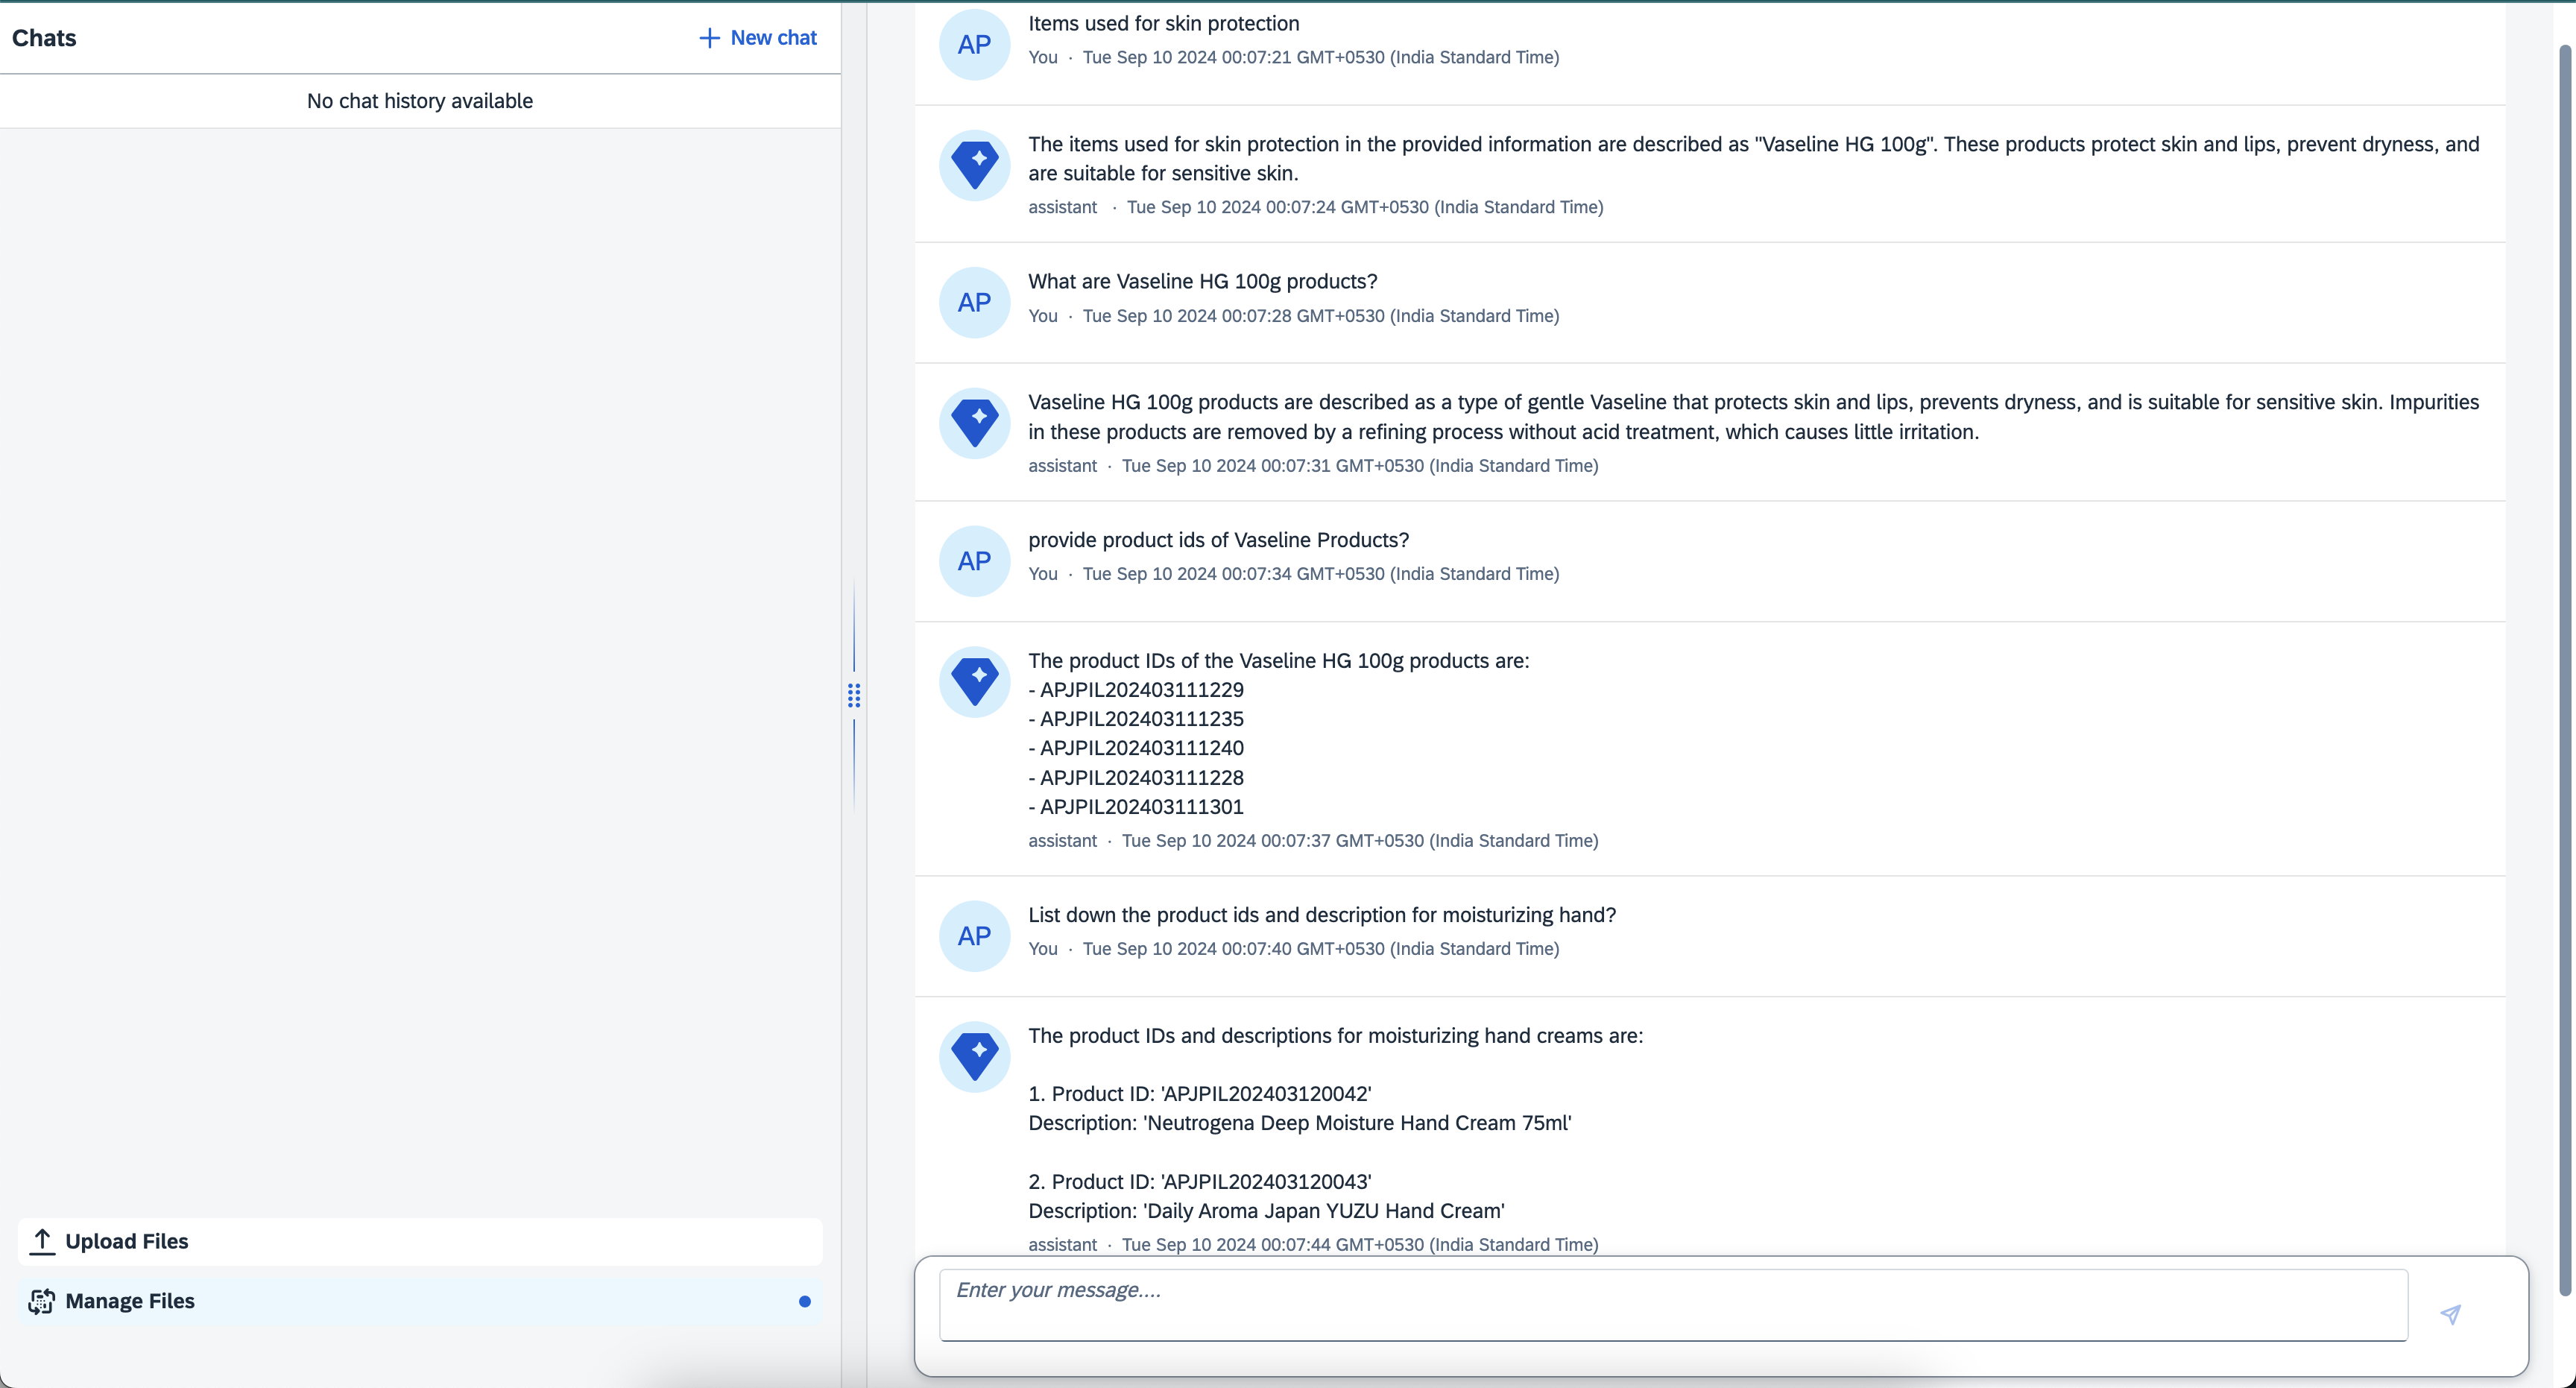 Chats
New chat
No chat history available
Upload Files
Manage Files
AP
Items used for skin protection
You · Tue Sep 10 2024 00:07:21 GMT+0530 (India Standard Time)
The items used for skin protection in the provided information are described as "Vaseline HG 100g". These products protect skin and lips, prevent dryness, and
are suitable for sensitive skin.
assistant · Tue Sep 10 2024 00:07:24 GMT+0530 (India Standard Time)
AP
What are Vaseline HG 100g products?
You · Tue Sep 10 2024 00:07:28 GMT+0530 (India Standard Time)
Vaseline HG 100g products are described as a type of gentle Vaseline that protects skin and lips, prevents dryness, and is suitable for sensitive skin. Impurities
in these products are removed by a refining process without acid treatment, which causes little irritation.
assistant · Tue Sep 10 2024 00:07:31 GMT+0530 (India Standard Time)
AP
provide product ids of Vaseline Products?
You · Tue Sep 10 2024 00:07:34 GMT+0530 (India Standard Time)
The product IDs of the Vaseline HG 100g products are:
- APJPIL202403111229
- APJPIL202403111235
- APJPIL202403111240
- APJPIL202403111228
- APJPIL202403111301
assistant · Tue Sep 10 2024 00:07:37 GMT+0530 (India Standard Time)
AP
List down the product ids and description for moisturizing hand?
You · Tue Sep 10 2024 00:07:40 GMT+0530 (India Standard Time)
The product IDs and descriptions for moisturizing hand creams are:
1. Product ID: 'APJPIL202403120042'
Description: 'Neutrogena Deep Moisture Hand Cream 75ml'
2. Product ID: 'APJPIL202403120043'
Description: 'Daily Aroma Japan YUZU Hand Cream'
assistant · Tue Sep 10 2024 00:07:44 GMT+0530 (India Standard Time)
Enter your message....